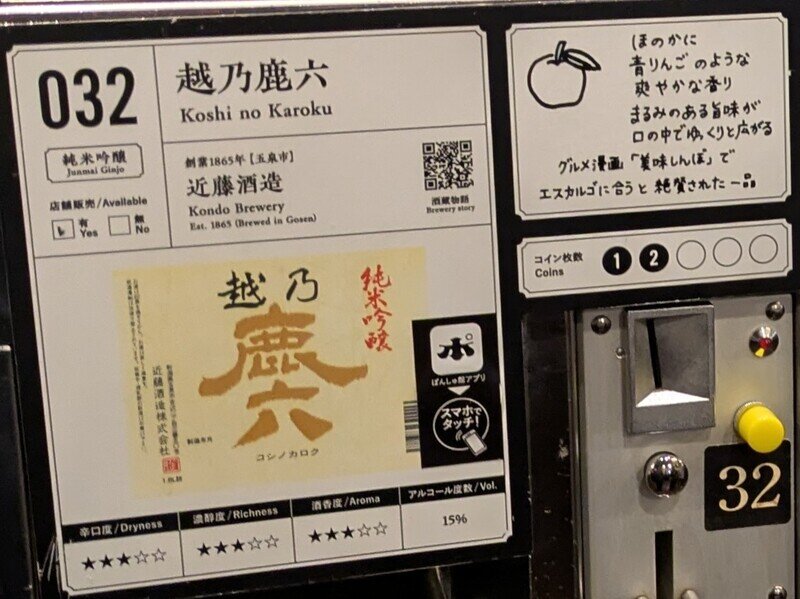 032
純米吟醸
Junmai Ginjo
店舗販売/Available
有
Yes
無
No
越乃鹿六
Koshi no Karoku
創業1865年【五泉市】
近藤酒造
Kondo Brewery
Est. 1865 (Brewed in Gosen)
酒蔵物語
Brewery story
越乃
鹿六
コシノカロク
純米吟醸
近藤酒造株式会社
製造年月
1.8L詰
ポ
ぽんしゅ館アプリ
スマホで
タッチ!
辛口度/Dryness
★★★☆☆
濃醇度/Richness
★★★☆☆
酒香度/Aroma
★★★☆☆
アルコール度数/Vol.
15%
ほのかに
青りんごのような
爽やかな香り
まるみのある旨味が
口の中でゆっくりと広がる
グルメ漫画「美味しんぼ」で
エスカルゴに合うと絶賛された一品
コイン枚数
Coins
1 2
32